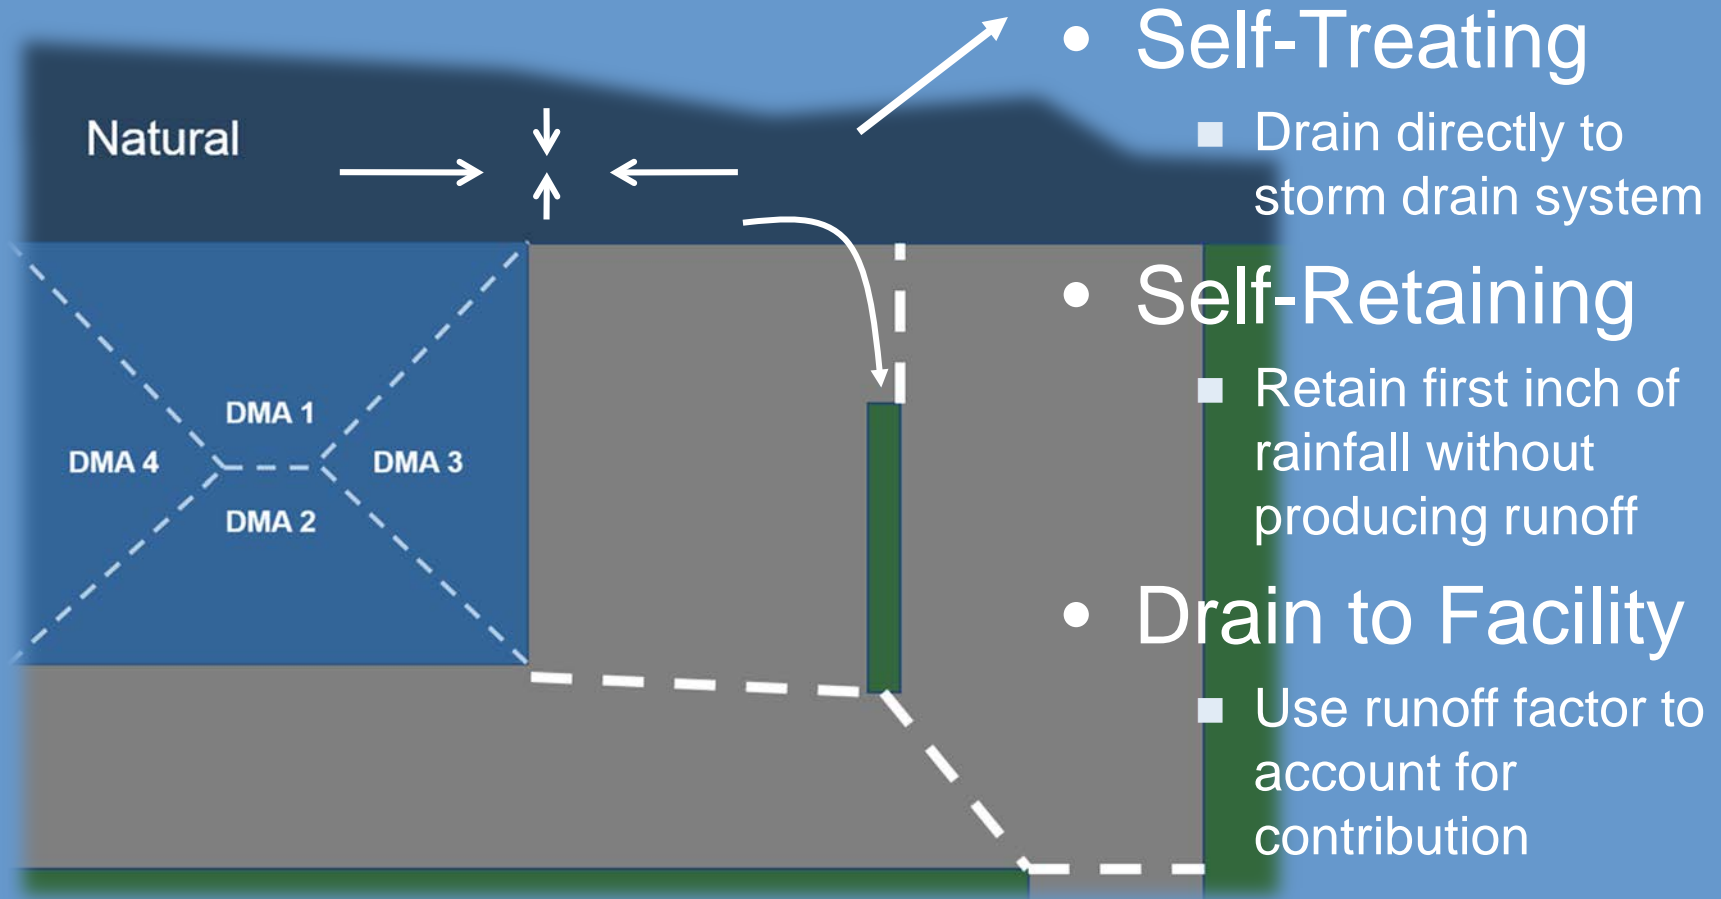 Natural
DMA 1
DMA 4
DMA 3
DMA 2
• Self-Treating
■ Drain directly to
storm drain system
• Self-Retaining
■ Retain first inch of
rainfall without
producing runoff
• Drain to Facility
■ Use runoff factor to
account for
contribution